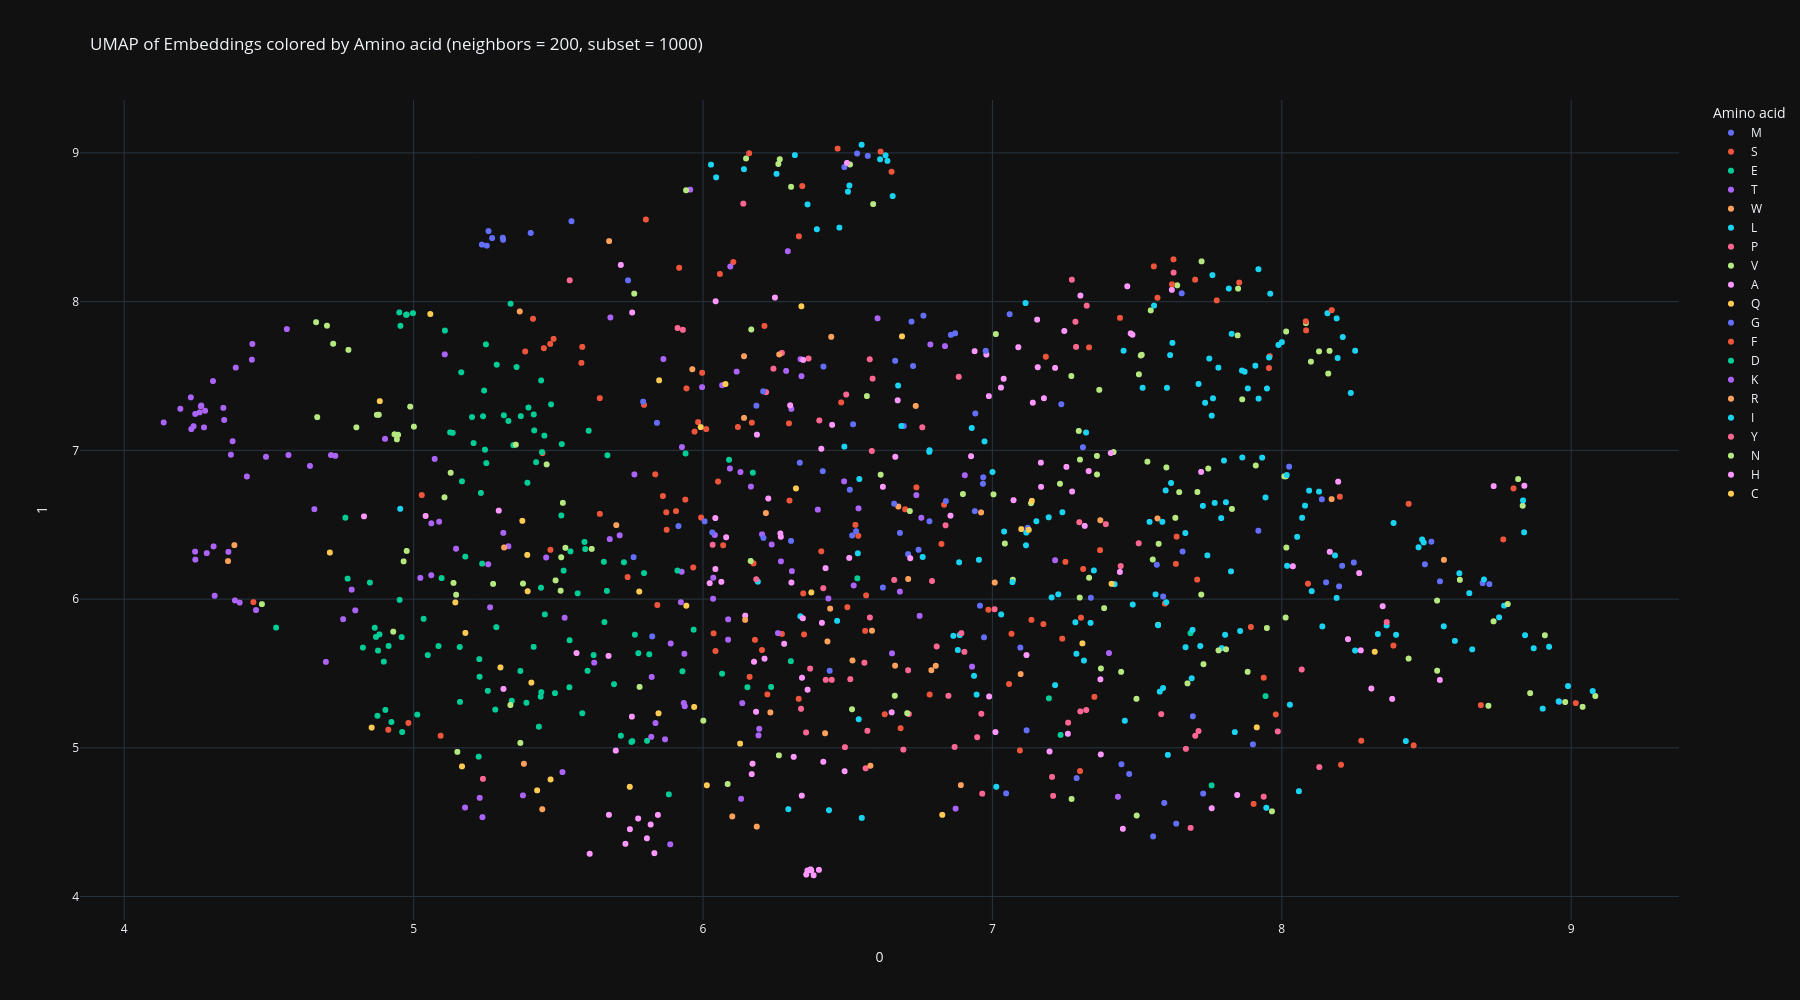 UMAP of Embeddings colored by Amino acid (neighbors = 200, subset = 1000)
Amino acid
M
S
E
T
W
L
P
V
A
Q
G
F
D
K
R
I
Y
N
H
C
9
8
7
6
5
4
1
4
5
6
7
8
9
0